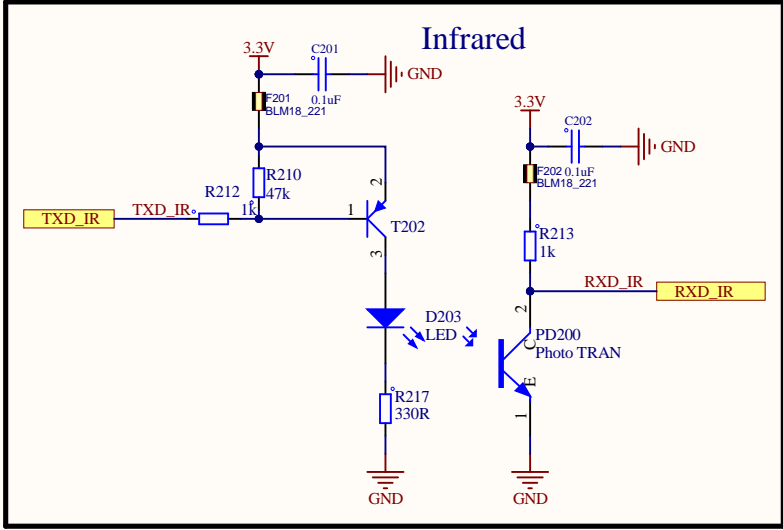 Infrared
3.3V
C201
0.1uF
GND
F201
BLM18_221
R210
47k
R212
1k
TXD_IR
TXD_IR
2
1
3
T202
D203
LED
R217
330R
GND
3.3V
C202
0.1uF
GND
F202
BLM18_221
R213
1k
RXD_IR
RXD_IR
2
C
PD200
Photo TRAN
E
1
GND